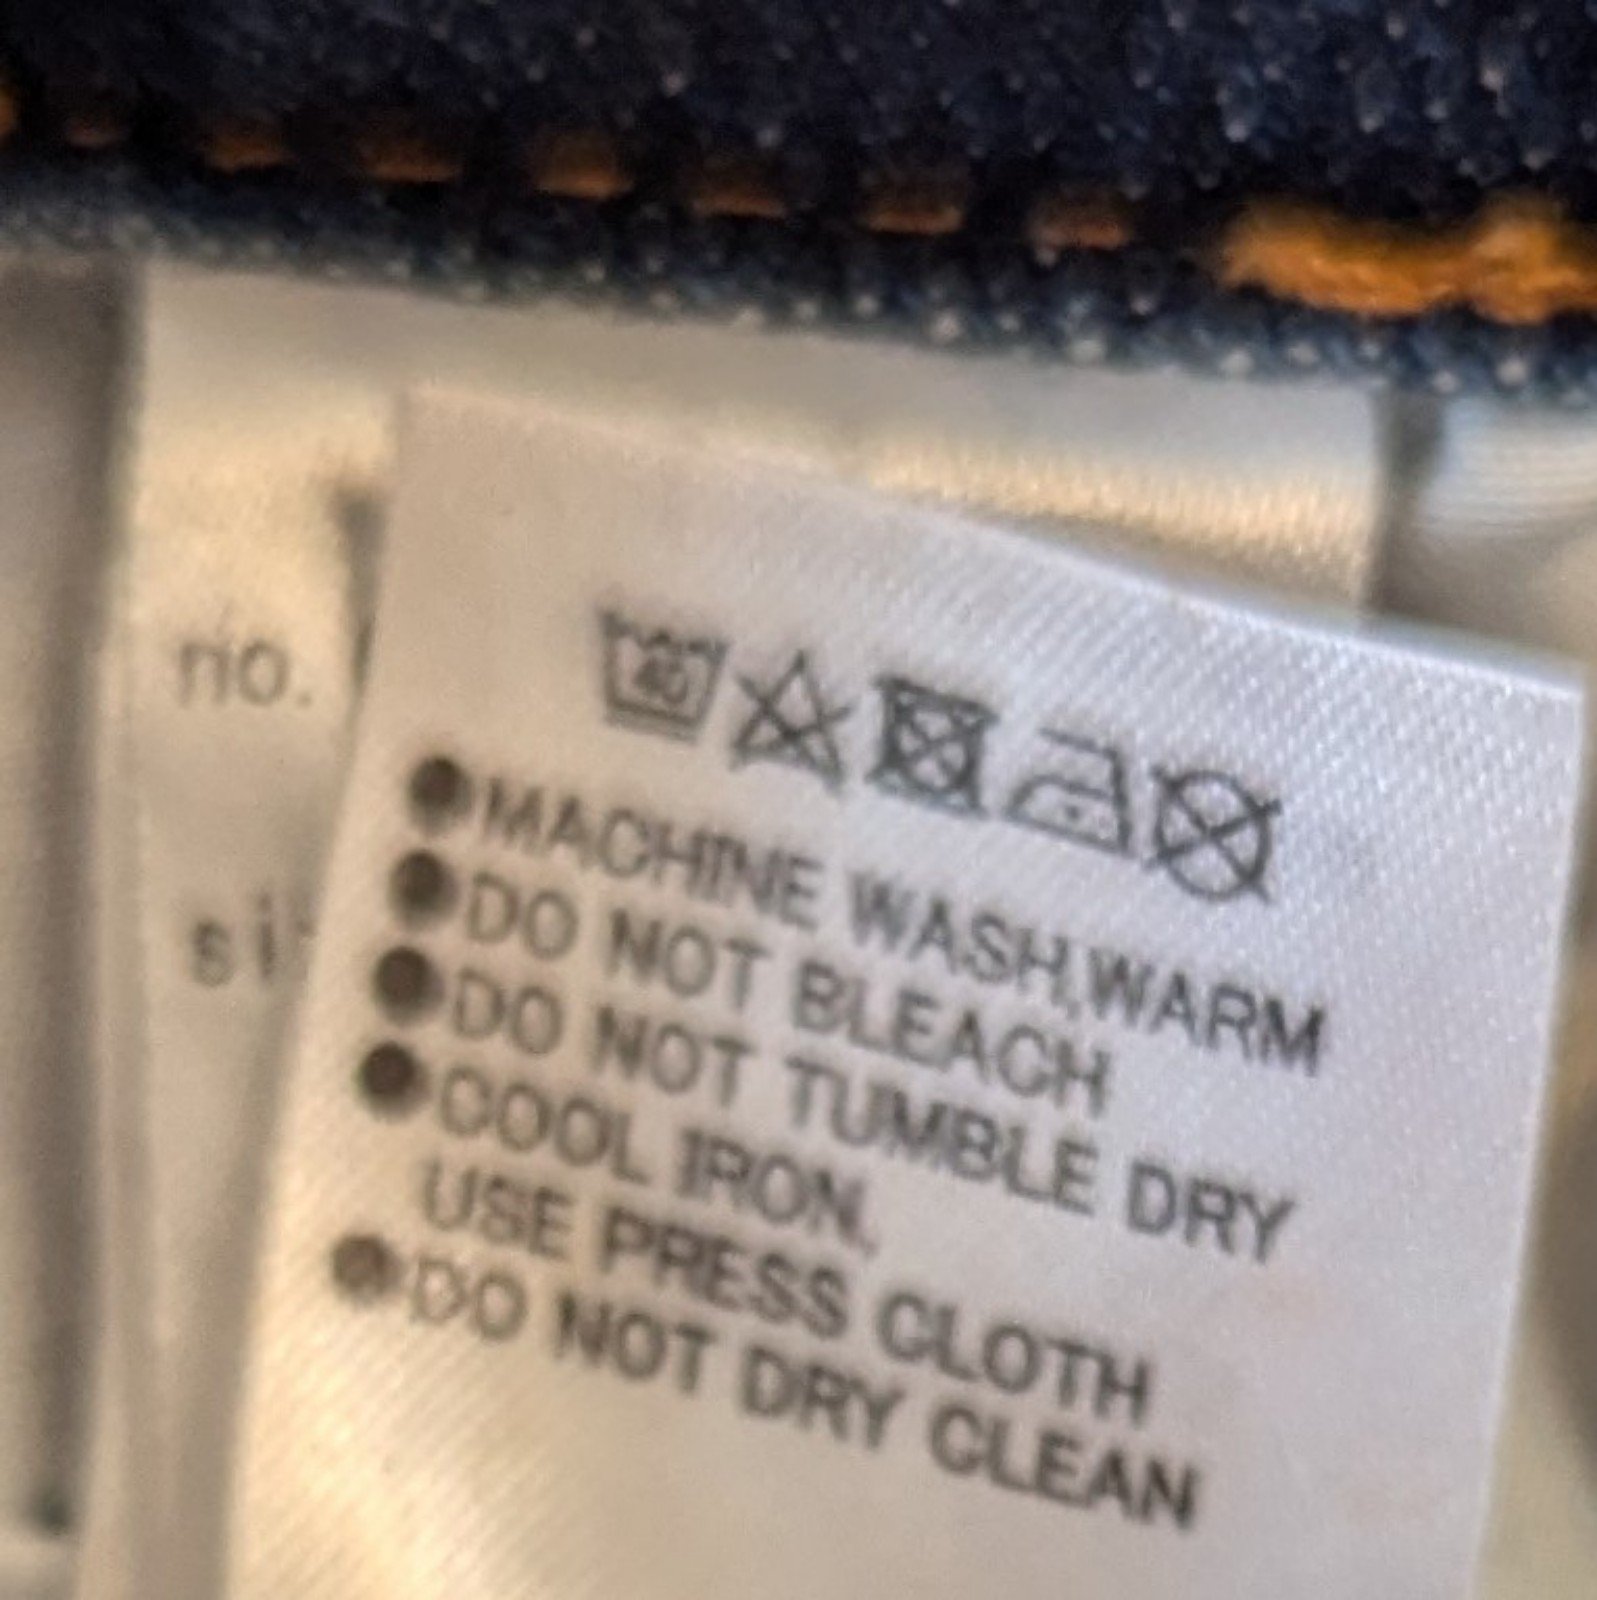 no.
40
●MACHINE WASH,WARM
●DO NOT BLEACH
●DO NOT TUMBLE DRY
●COOL IRON,
USE PRESS CLOTH
●DO NOT DRY CLEAN